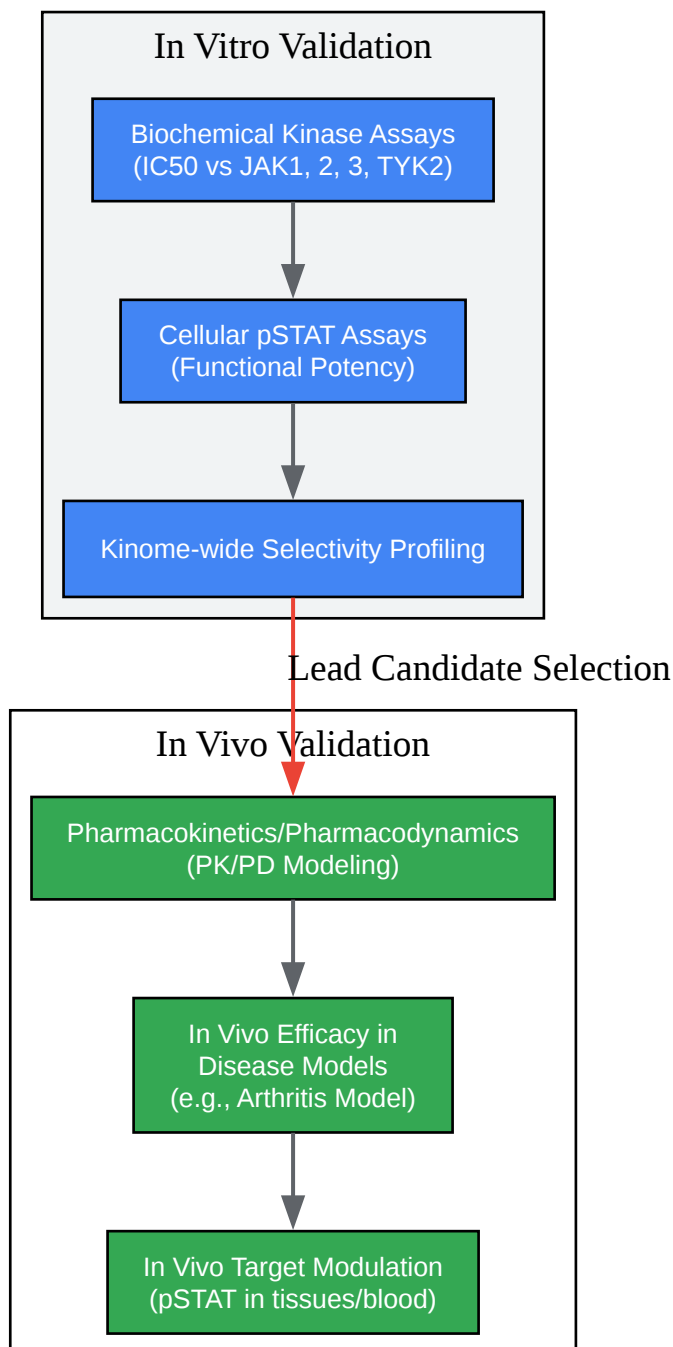 In Vitro Validation
Biochemical Kinase Assays
(IC50 vs JAK1, 2, 3, TYK2)
Cellular pSTAT Assays
(Functional Potency)
Kinome-wide Selectivity Profiling
Lead Candidate Selection
In Vivo Validation
Pharmacokinetics/Pharmacodynamics
(PK/PD Modeling)
In Vivo Efficacy in
Disease Models
(e.g., Arthritis Model)
In Vivo Target Modulation
(pSTAT in tissues/blood)